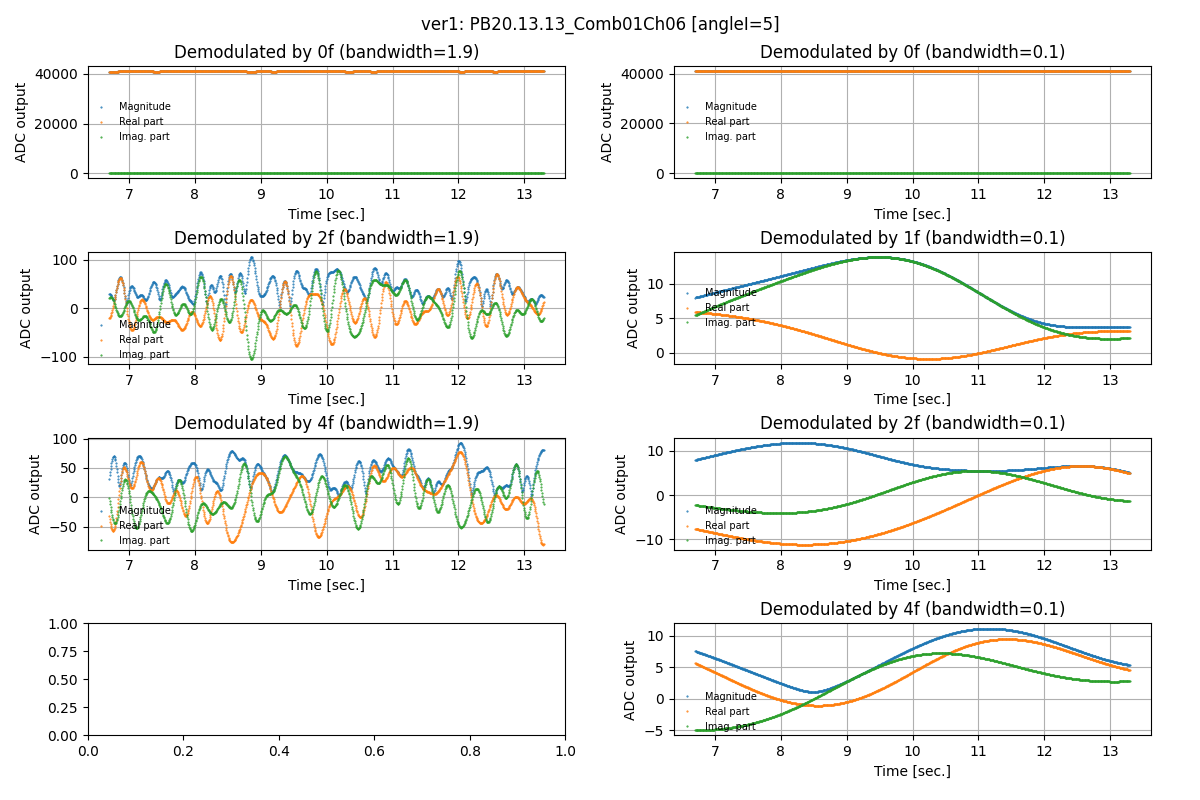 ver1: PB20.13.13_Comb01Ch06 [angleI=5]
Demodulated by 0f (bandwidth=1.9)
ADC output
40000
20000
0
Magnitude
Real part
Imag. part
7 8 9 10 11 12 13
Time [sec.]
Demodulated by 0f (bandwidth=0.1)
ADC output
40000
20000
0
Magnitude
Real part
Imag. part
7 8 9 10 11 12 13
Time [sec.]
Demodulated by 2f (bandwidth=1.9)
ADC output
100
0
−100
Magnitude
Real part
Imag. part
7 8 9 10 11 12 13
Time [sec.]
Demodulated by 1f (bandwidth=0.1)
ADC output
10
5
0
Magnitude
Real part
Imag. part
7 8 9 10 11 12 13
Time [sec.]
Demodulated by 4f (bandwidth=1.9)
ADC output
100
50
0
−50
Magnitude
Real part
Imag. part
7 8 9 10 11 12 13
Time [sec.]
Demodulated by 2f (bandwidth=0.1)
ADC output
10
0
−10
Magnitude
Real part
Imag. part
7 8 9 10 11 12 13
Time [sec.]
1.00
0.75
0.50
0.25
0.00
0.0 0.2 0.4 0.6 0.8 1.0
Demodulated by 4f (bandwidth=0.1)
ADC output
10
5
0
−5
Magnitude
Real part
Imag. part
7 8 9 10 11 12 13
Time [sec.]